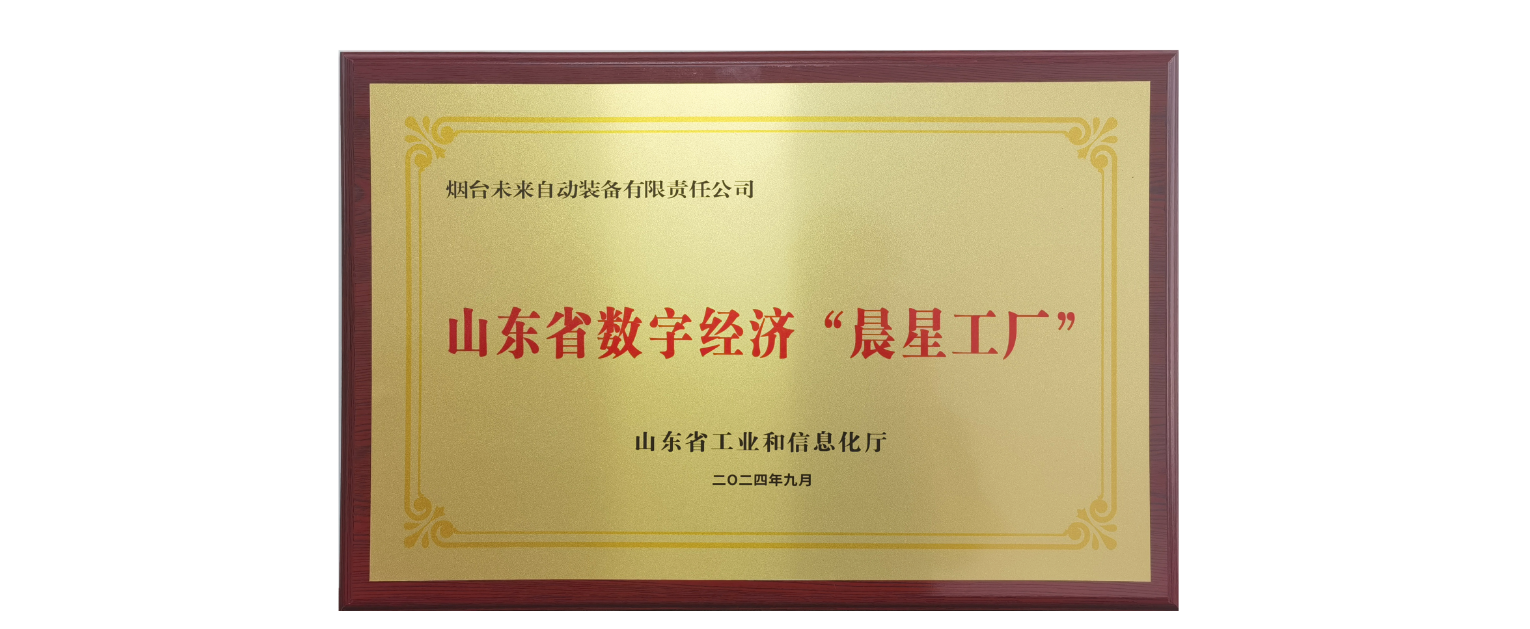 烟台未来自动装备有限责任公司
山东省数字经济“晨星工厂”
山东省工业和信息化厅
二O二四年九月